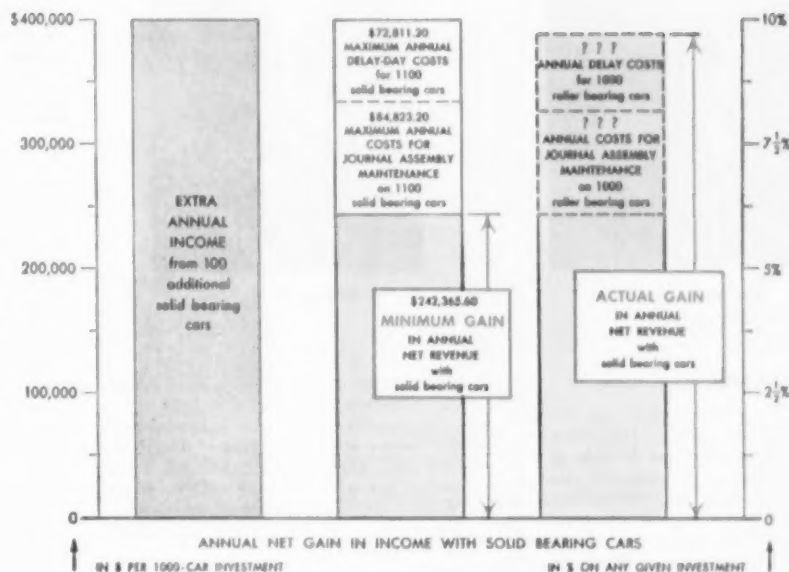 $400,000
300,000
200,000
100,000
0
EXTRA
ANNUAL
INCOME
from 100
additional
solid bearing
cars
$72,811.20
MAXIMUM ANNUAL
DELAY-DAY COSTS
for 1100
solid bearing cars
$84,823.20
MAXIMUM ANNUAL
COSTS FOR
JOURNAL ASSEMBLY
MAINTENANCE
on 1100
solid bearing cars
$242,365.60
MINIMUM GAIN
IN ANNUAL
NET REVENUE
with
solid bearing cars
? ? ?
ANNUAL DELAY COSTS
for 1000
roller bearing cars
? ? ?
ANNUAL COSTS FOR
JOURNAL ASSEMBLY
MAINTENANCE
on 1000
roller bearing cars
ACTUAL GAIN
IN ANNUAL
NET REVENUE
with
solid bearing cars
10%
7 1/2%
5%
2 1/2%
0
ANNUAL NET GAIN IN INCOME WITH SOLID BEARING CARS
IN $ PER 1000-CAR INVESTMENT
IN % ON ANY GIVEN INVESTMENT